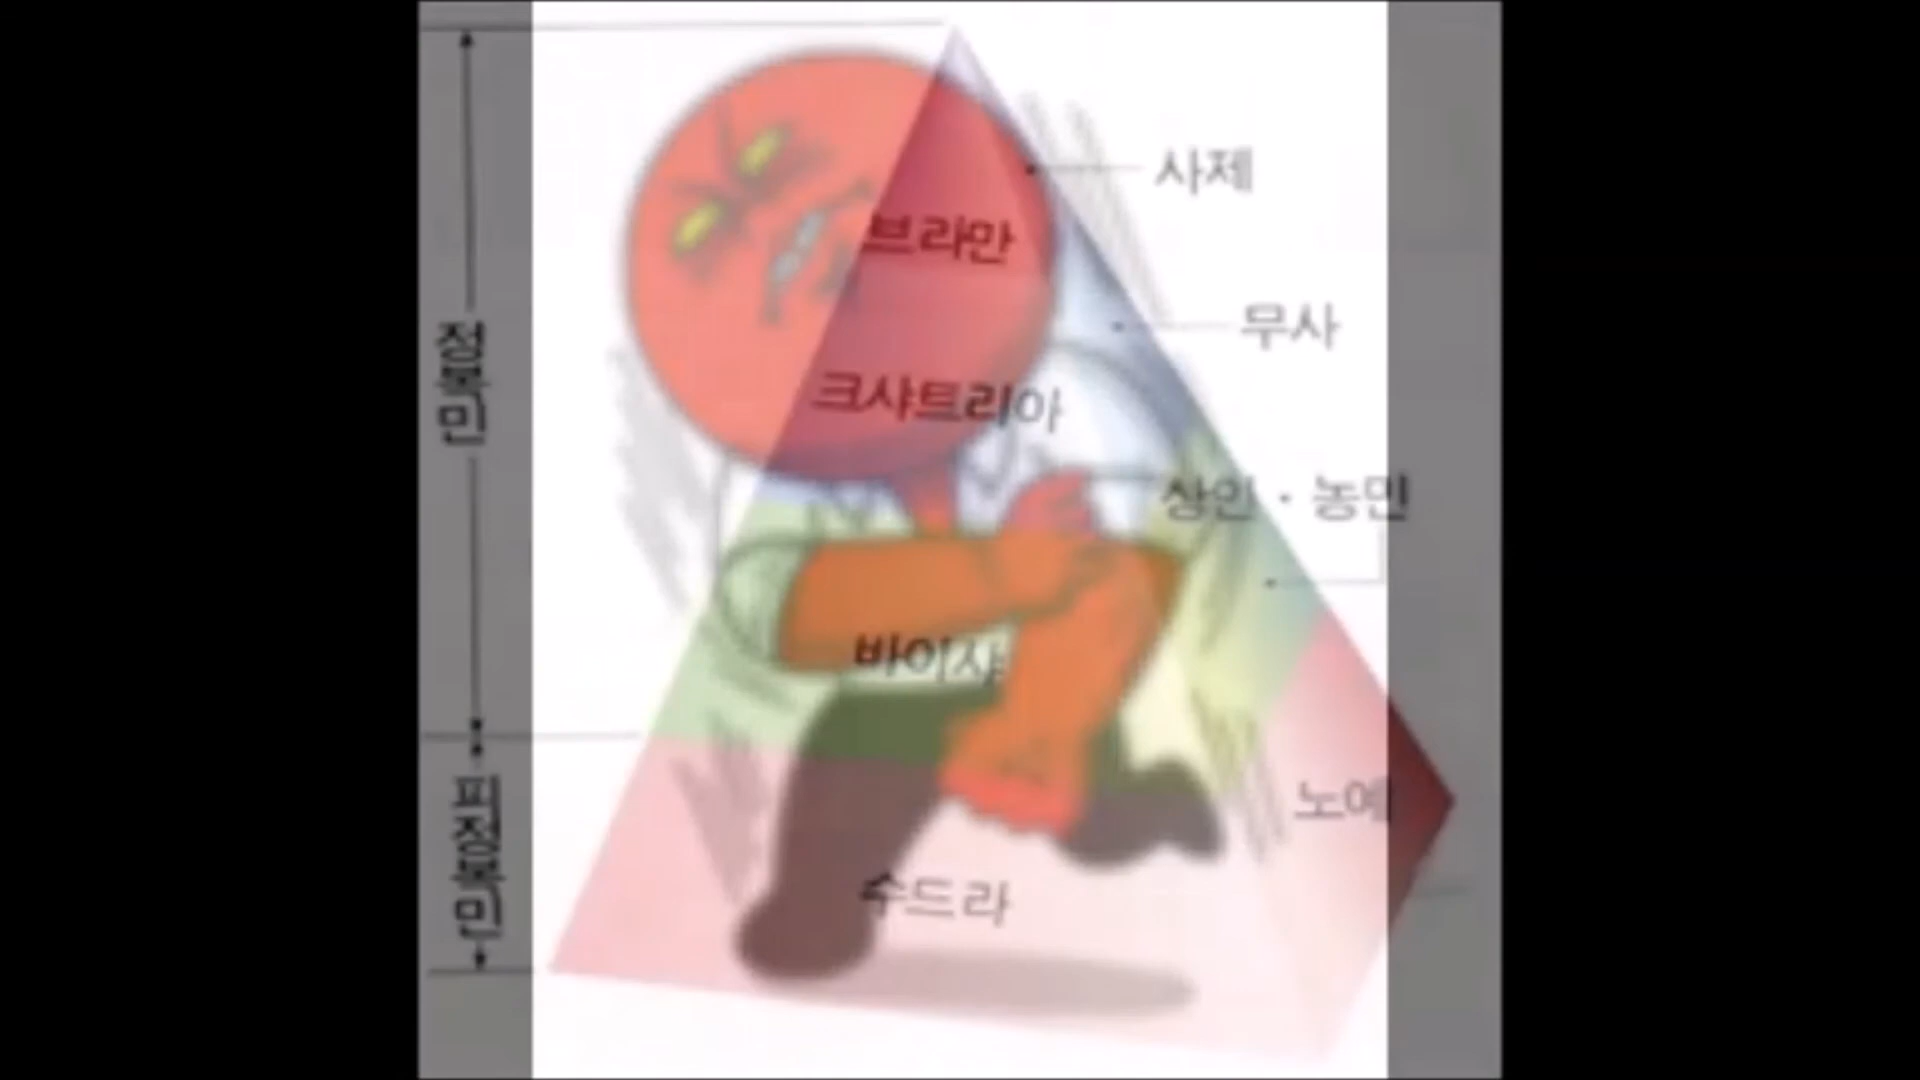 사제
브라만
무사
정복민
크샤트리아
상인 · 농민
바이샤
노예
피정복민
수드라